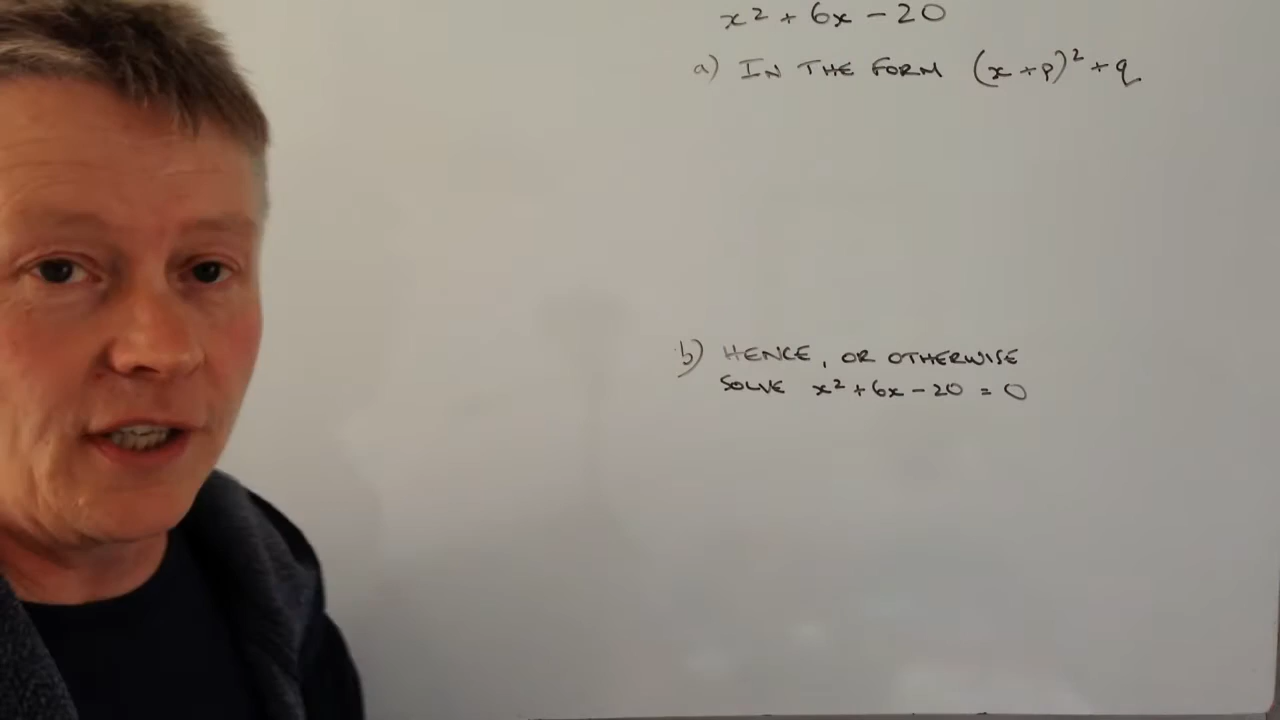 x² + 6x - 20
a) IN THE FORM (x + p)² + q
b) HENCE, OR OTHERWISE
SOLVE x² + 6x - 20 = 0